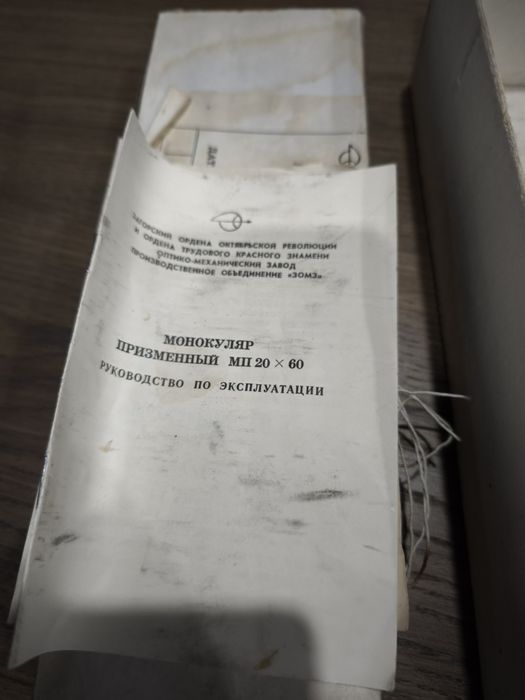 ДАТ
ЗАГОРСКИЙ ОРДЕНА ОКТЯБРЬСКОЙ РЕВОЛЮЦИИ
И ОРДЕНА ТРУДОВОГО КРАСНОГО ЗНАМЕНИ
ОПТИКО-МЕХАНИЧЕСКИЙ ЗАВОД
ПРОИЗВОДСТВЕННОЕ ОБЪЕДИНЕНИЕ «ЗОМЗ»
МОНОКУЛЯР
ПРИЗМЕННЫЙ МП 20 × 60
РУКОВОДСТВО ПО ЭКСПЛУАТАЦИИ